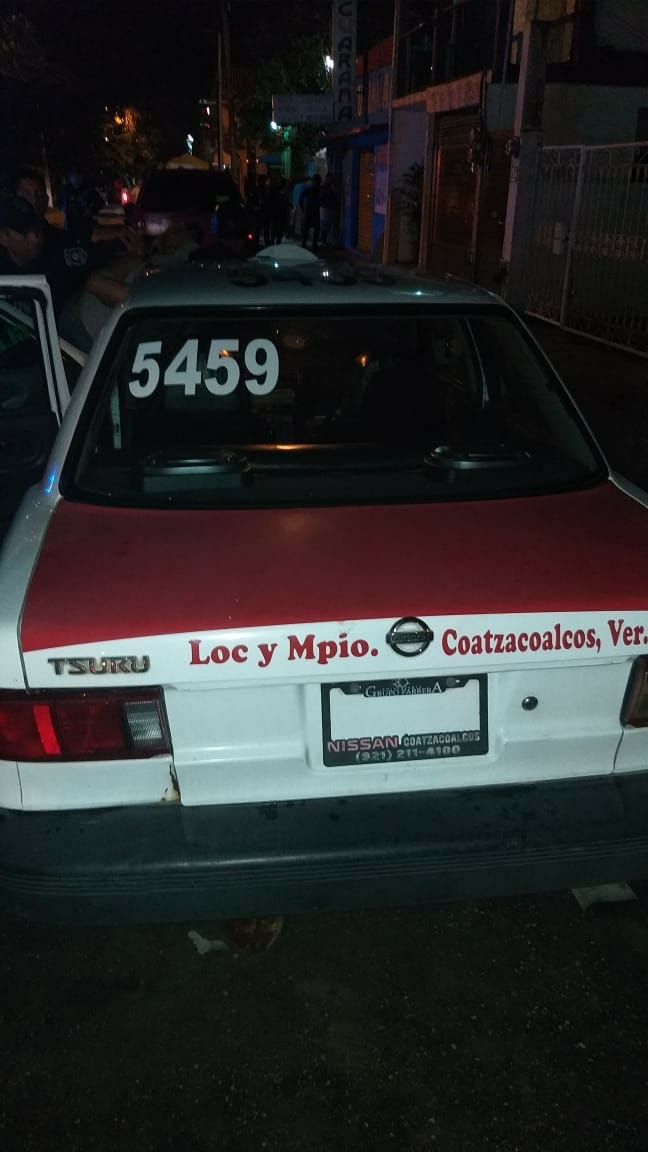 5459
Loc y Mpio.
Coatzacoalcos, Ver.
TSURU
GRUPO FARRERA
NISSAN COATZACOALCOS
(921) 211-4100